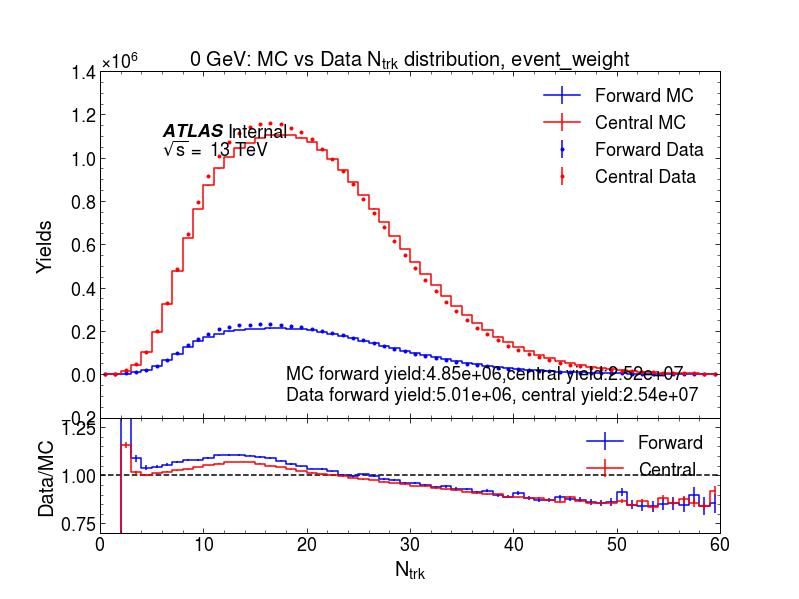 ×10⁶
0 GeV: MC vs Data Nₜᵣₖ distribution, event_weight
1.4
1.2
1.0
0.8
0.6
0.4
0.2
0.0
0.2
Yields
ATLAS Internal
√s = 13 TeV
Forward MC
Central MC
Forward Data
Central Data
MC forward yield:4.85e+06,central yield:2.52e+07
Data forward yield:5.01e+06, central yield:2.54e+07
1.25
1.00
0.75
Data/MC
Forward
Central
0 10 20 30 40 50 60
Nₜᵣₖ